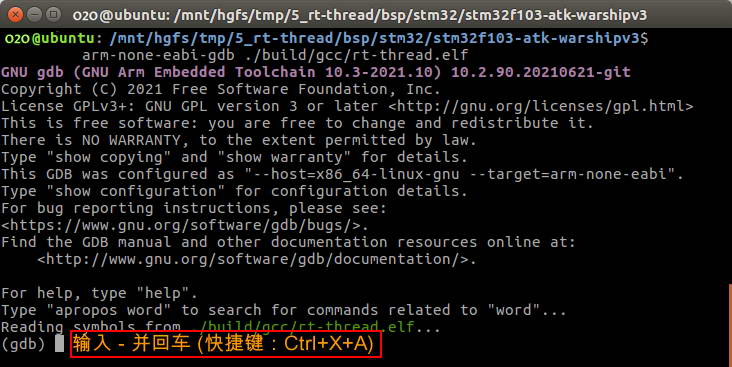 o2o@ubuntu: /mnt/hgfs/tmp/5_rt-thread/bsp/stm32/stm32f103-atk-warshipv3
o2o@ubuntu: /mnt/hgfs/tmp/5_rt-thread/bsp/stm32/stm32f103-atk-warshipv3$
arm-none-eabi-gdb ./build/gcc/rt-thread.elf
GNU gdb (GNU Arm Embedded Toolchain 10.3-2021.10) 10.2.90.20210621-git
Copyright (C) 2021 Free Software Foundation, Inc.
License GPLv3+: GNU GPL version 3 or later <http://gnu.org/licenses/gpl.html>
This is free software: you are free to change and redistribute it.
There is NO WARRANTY, to the extent permitted by law.
Type "show copying" and "show warranty" for details.
This GDB was configured as "--host=x86_64-linux-gnu --target=arm-none-eabi".
Type "show configuration" for configuration details.
For bug reporting instructions, please see:
<https://www.gnu.org/software/gdb/bugs/>.
Find the GDB manual and other documentation resources online at:
<http://www.gnu.org/software/gdb/documentation/>.
For help, type "help".
Type "apropos word" to search for commands related to "word"...
Reading symbols from ./build/gcc/rt-thread.elf...
(gdb) 输入 - 并回车 (快捷键：Ctrl+X+A)